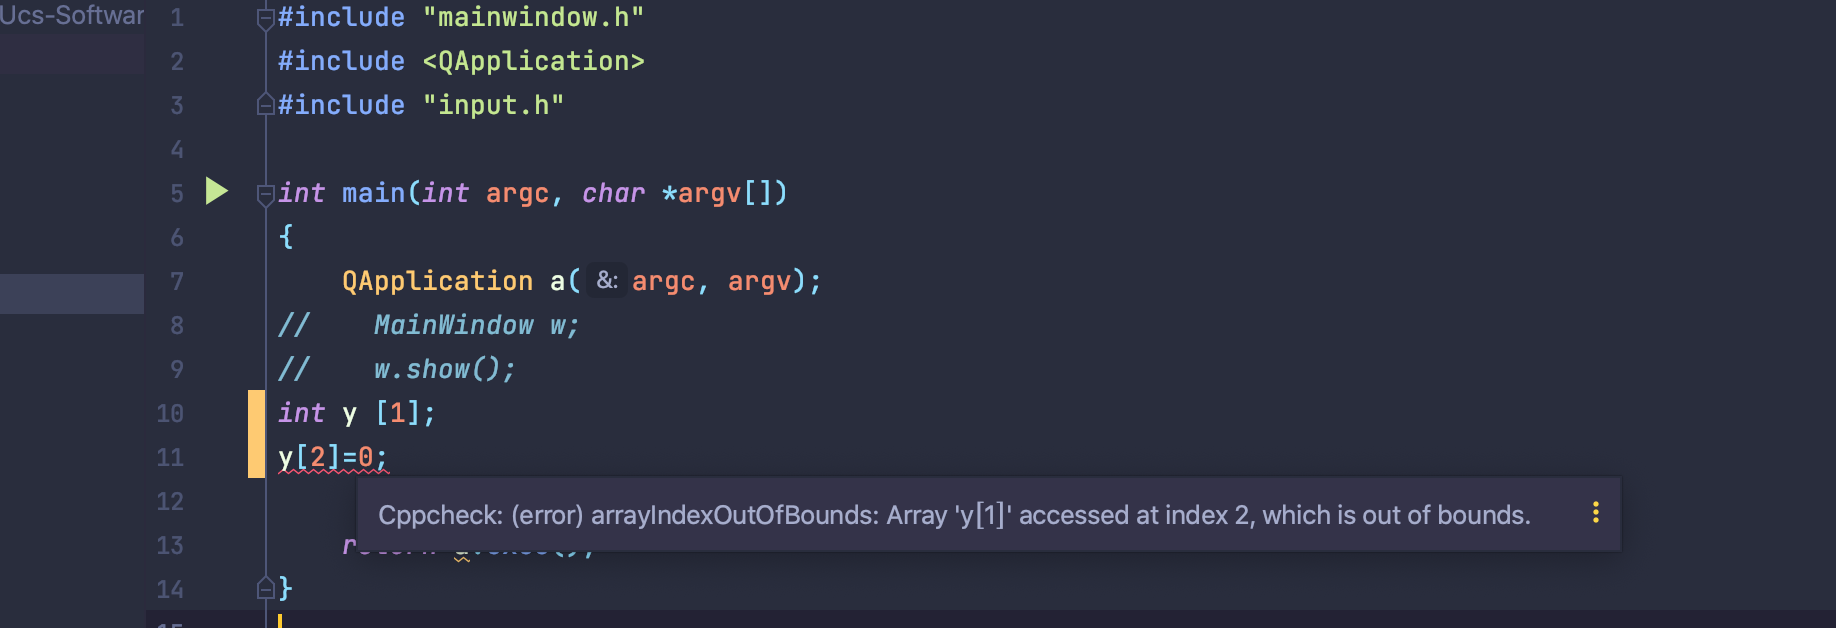 Ucs-Softwar
1 #include "mainwindow.h"
2 #include <QApplication>
3 #include "input.h"
4
5 int main(int argc, char *argv[])
6 {
7 QApplication a( &: argc, argv);
8 // MainWindow w;
9 // w.show();
10 int y [1];
11 y[2]=0;
12
Cppcheck: (error) arrayIndexOutOfBounds: Array 'y[1]' accessed at index 2, which is out of bounds.
13
14 }
15